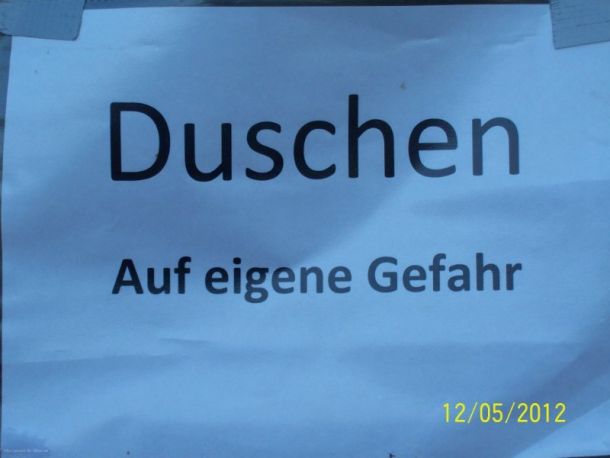 Duschen
Auf eigene Gefahr
12/05/2012